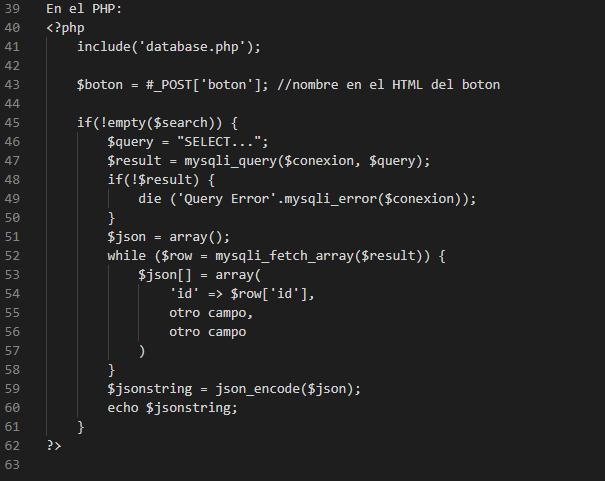 39 En el PHP:
40 <?php
41     include('database.php');
42
43     $boton = #_POST['boton']; //nombre en el HTML del boton
44
45     if(!empty($search)) {
46         $query = "SELECT...";
47         $result = mysqli_query($conexion, $query);
48         if(!$result) {
49             die ('Query Error'.mysqli_error($conexion));
50         }
51         $json = array();
52         while ($row = mysqli_fetch_array($result)) {
53             $json[] = array(
54                 'id' => $row['id'],
55                 otro campo,
56                 otro campo
57             )
58         }
59         $jsonstring = json_encode($json);
60         echo $jsonstring;
61     }
62 ?>
63